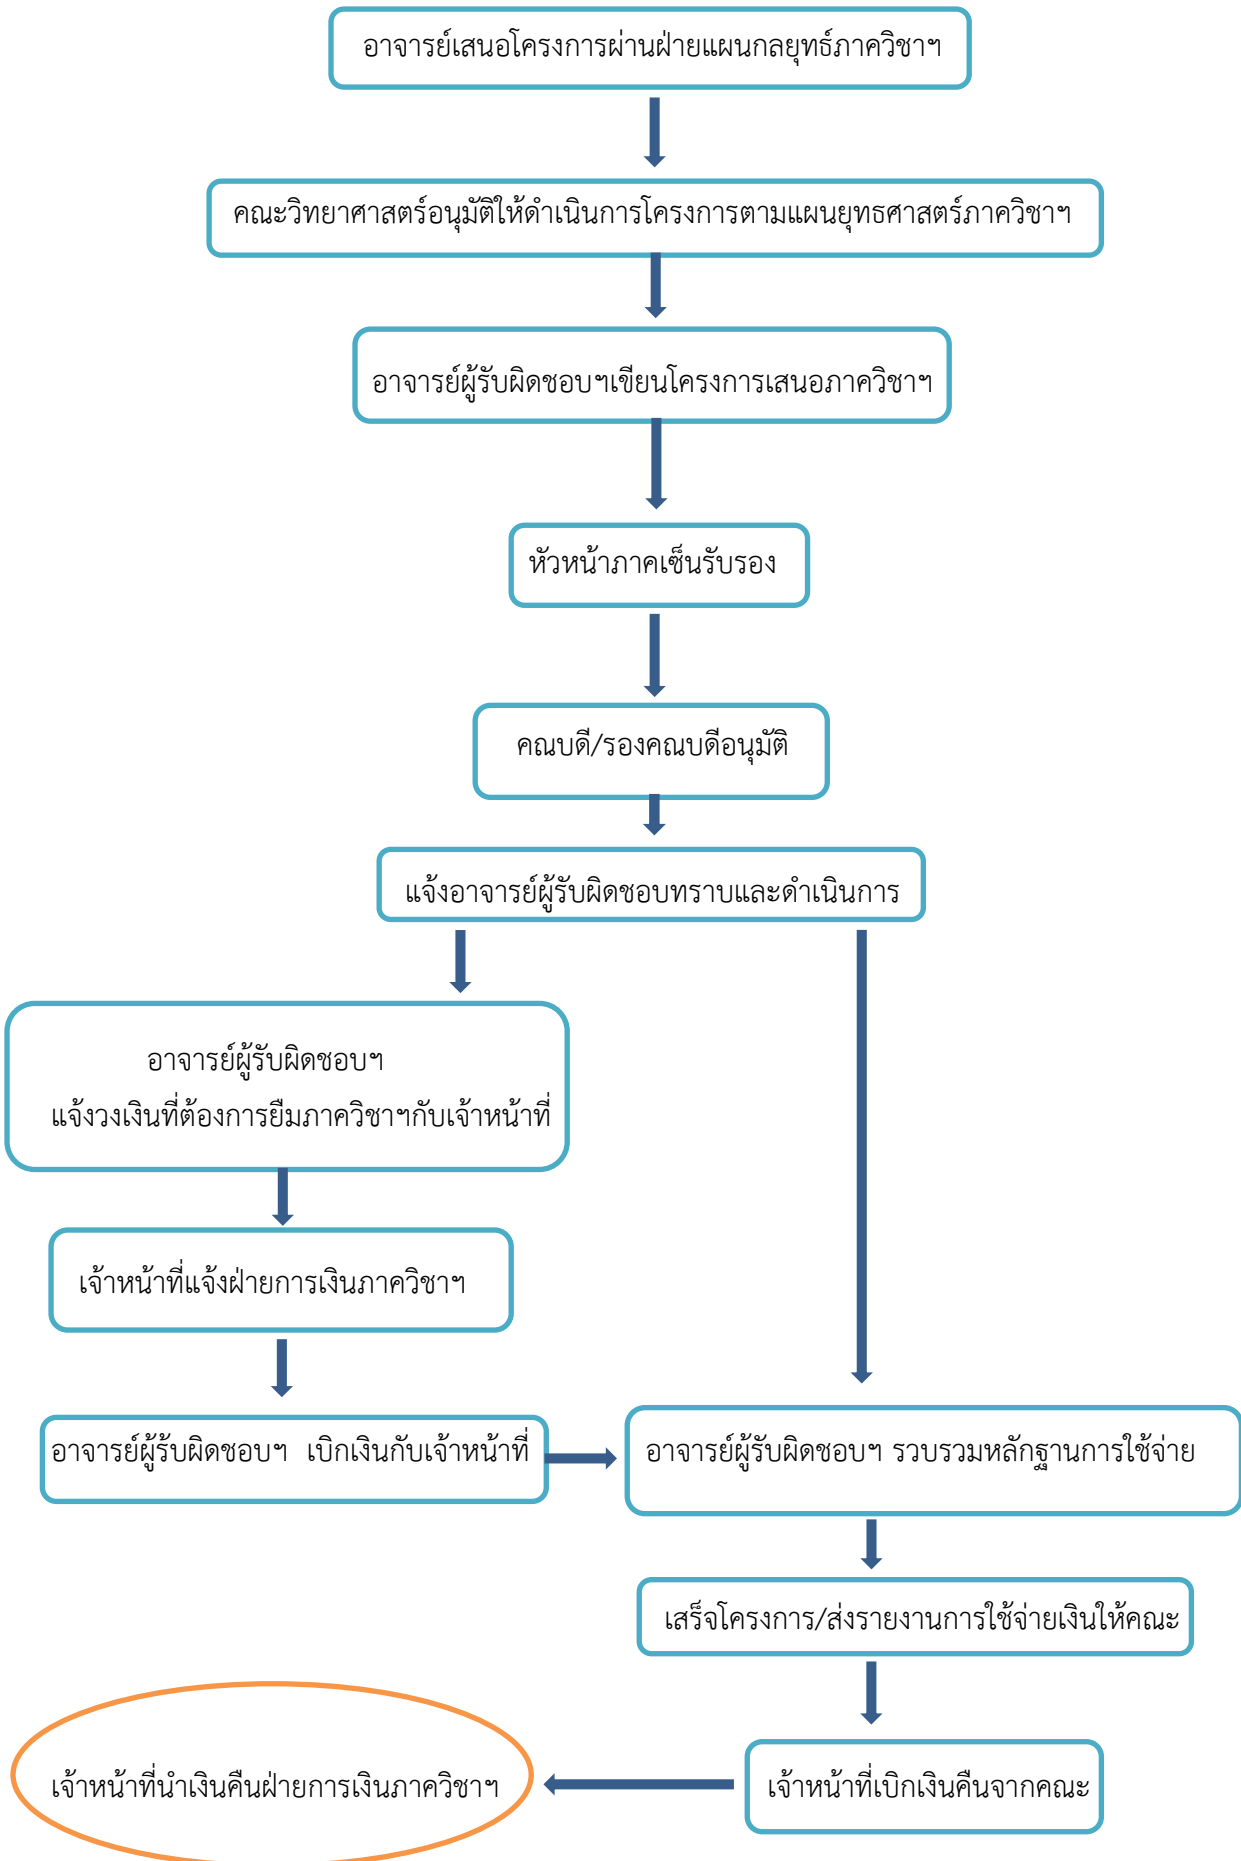 อาจารย์เสนอโครงการผ่านฝ่ายแผนกลยุทธ์ภาควิชาฯ
คณะวิทยาศาสตร์อนุมัติให้ดำเนินการโครงการตามแผนยุทธศาสตร์ภาควิชาฯ
อาจารย์ผู้รับผิดชอบฯเขียนโครงการเสนอภาควิชาฯ
หัวหน้าภาคเซ็นรับรอง
คณบดี/รองคณบดีอนุมัติ
แจ้งอาจารย์ผู้รับผิดชอบทราบและดำเนินการ
อาจารย์ผู้รับผิดชอบฯ
แจ้งวงเงินที่ต้องการยืมภาควิชาฯกับเจ้าหน้าที่
เจ้าหน้าที่แจ้งฝ่ายการเงินภาควิชาฯ
อาจารย์ผู้ร้บผิดชอบฯ เบิกเงินกับเจ้าหน้าที่
อาจารย์ผู้รับผิดชอบฯ รวบรวมหลักฐานการใช้จ่าย
เสร็จโครงการ/ส่งรายงานการใช้จ่ายเงินให้คณะ
เจ้าหน้าที่นำเงินคืนฝ่ายการเงินภาควิชาฯ
เจ้าหน้าที่เบิกเงินคืนจากคณะ